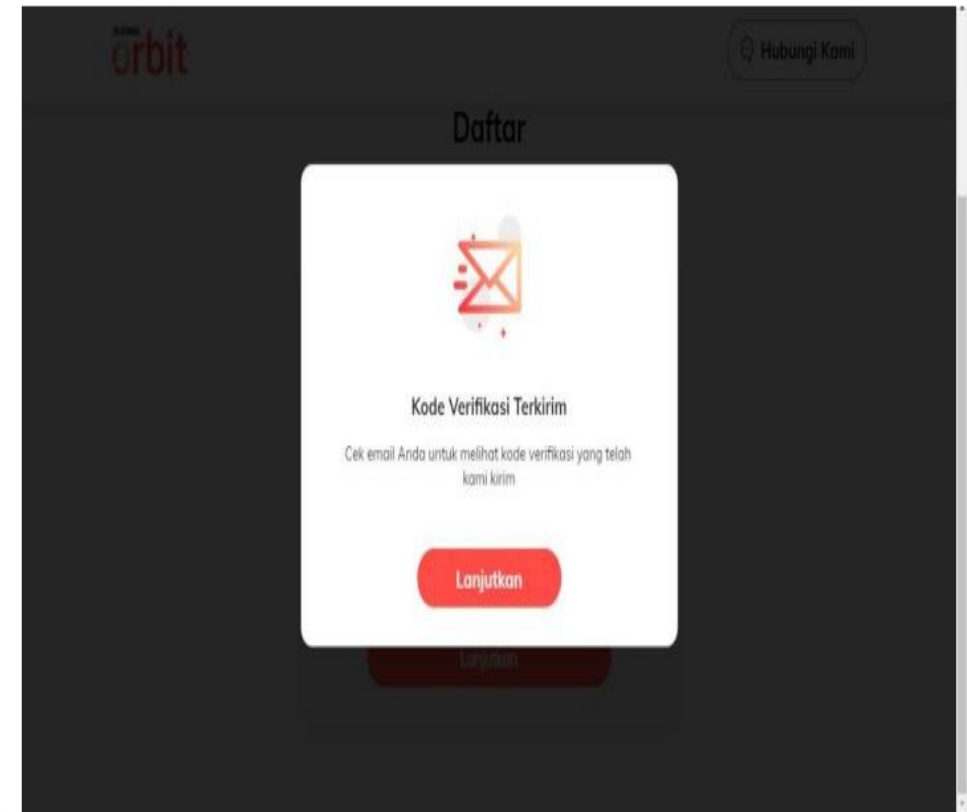 orbit
Hubungi Kami
Daftar
Kode Verifikasi Terkirim
Cek email Anda untuk melihat kode verifikasi yang telah
kami kirim
Lanjutkan
Lanjutkan